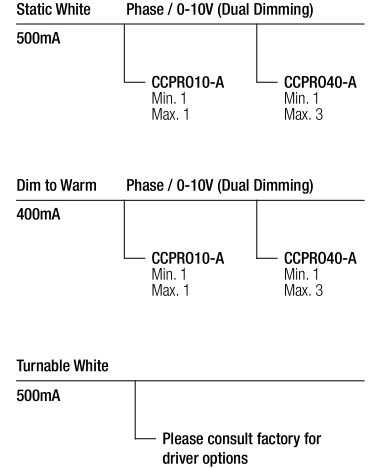 Static White Phase / 0-10V (Dual Dimming)
500mA
CCPRO10-A CCPRO40-A
Min. 1 Min. 1
Max. 1 Max. 3
Dim to Warm Phase / 0-10V (Dual Dimming)
400mA
CCPRO10-A CCPRO40-A
Min. 1 Min. 1
Max. 1 Max. 3
Turnable White
500mA
Please consult factory for
driver options